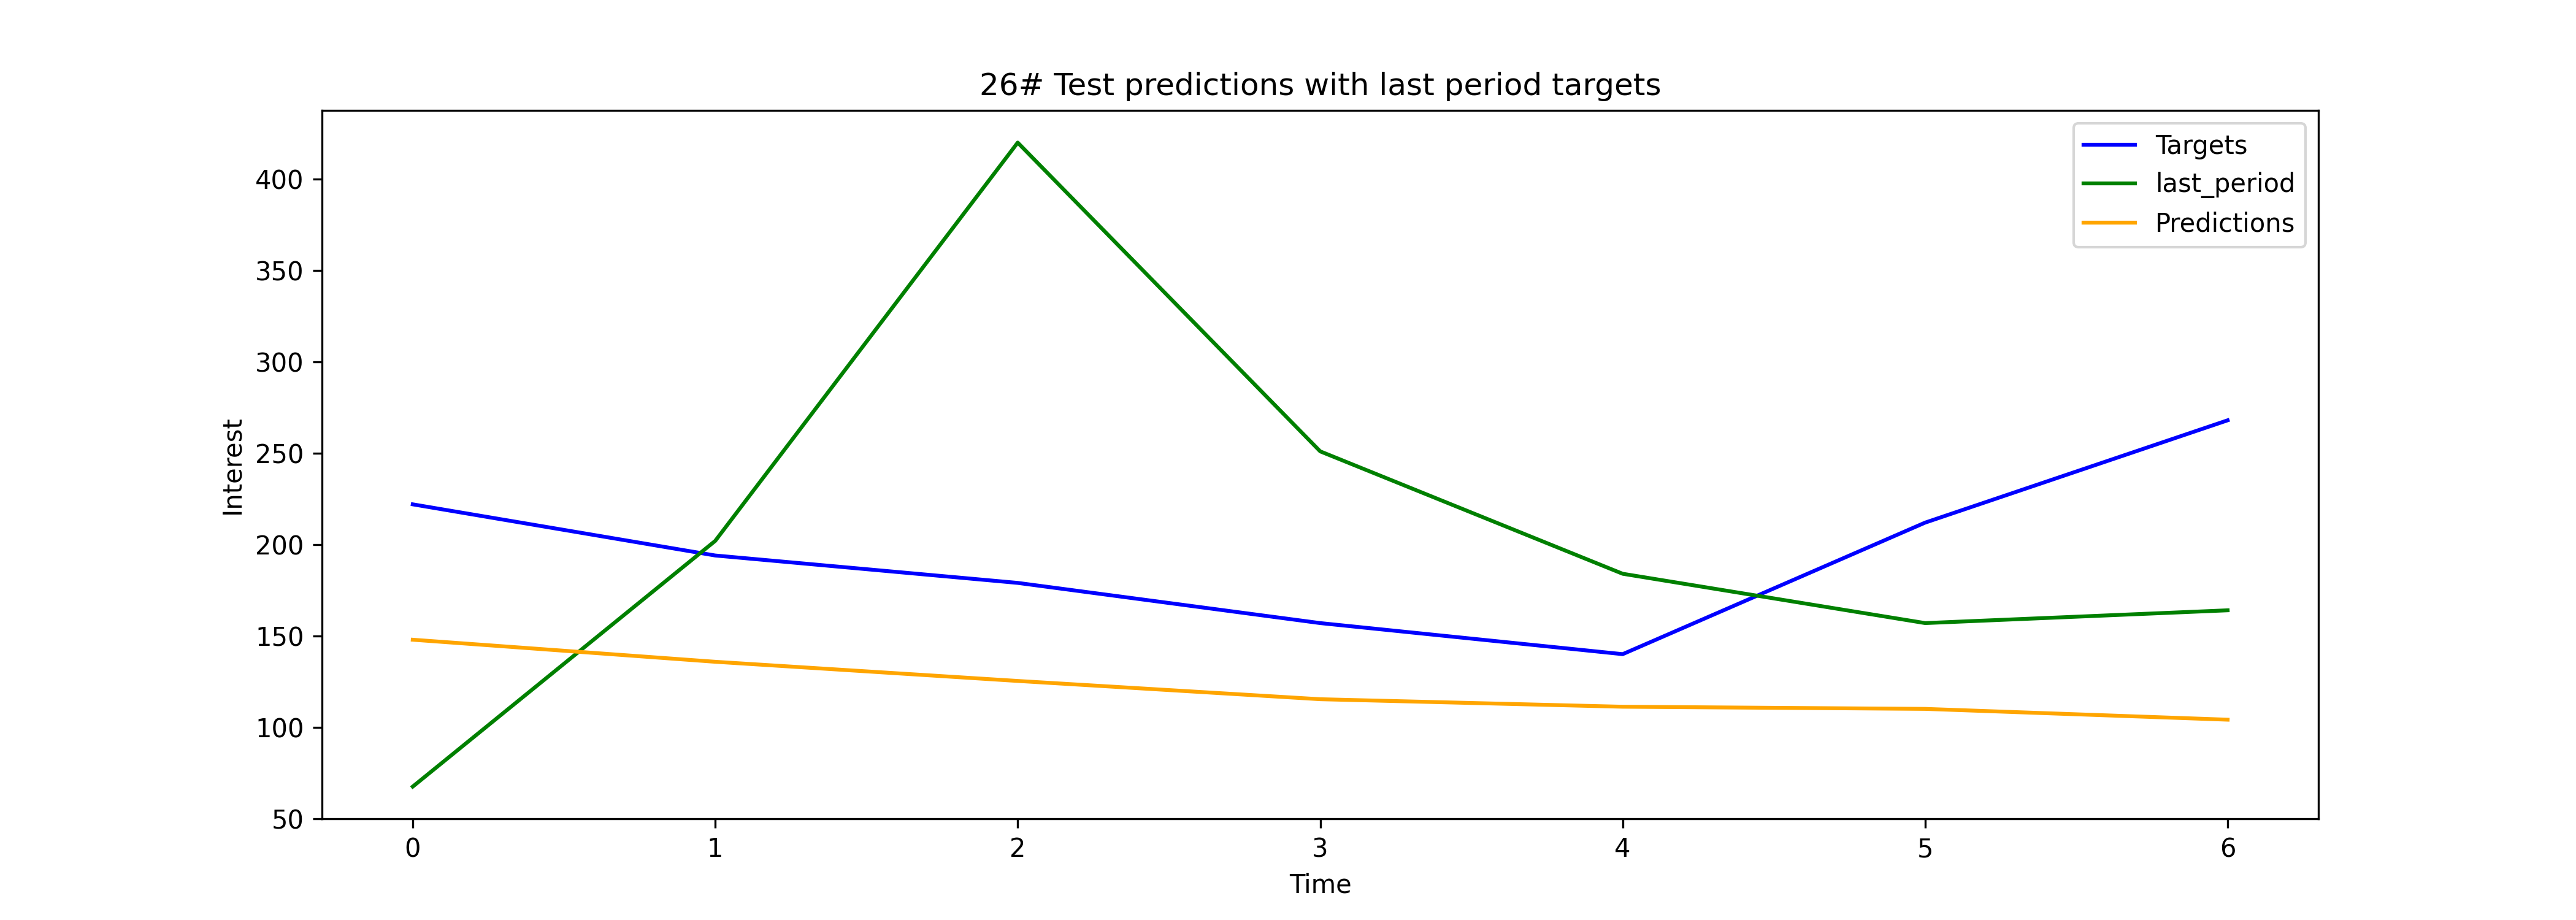 26# Test predictions with last period targets
Targets
last_period
Predictions
Interest
400
350
300
250
200
150
100
50
0 1 2 3 4 5 6
Time